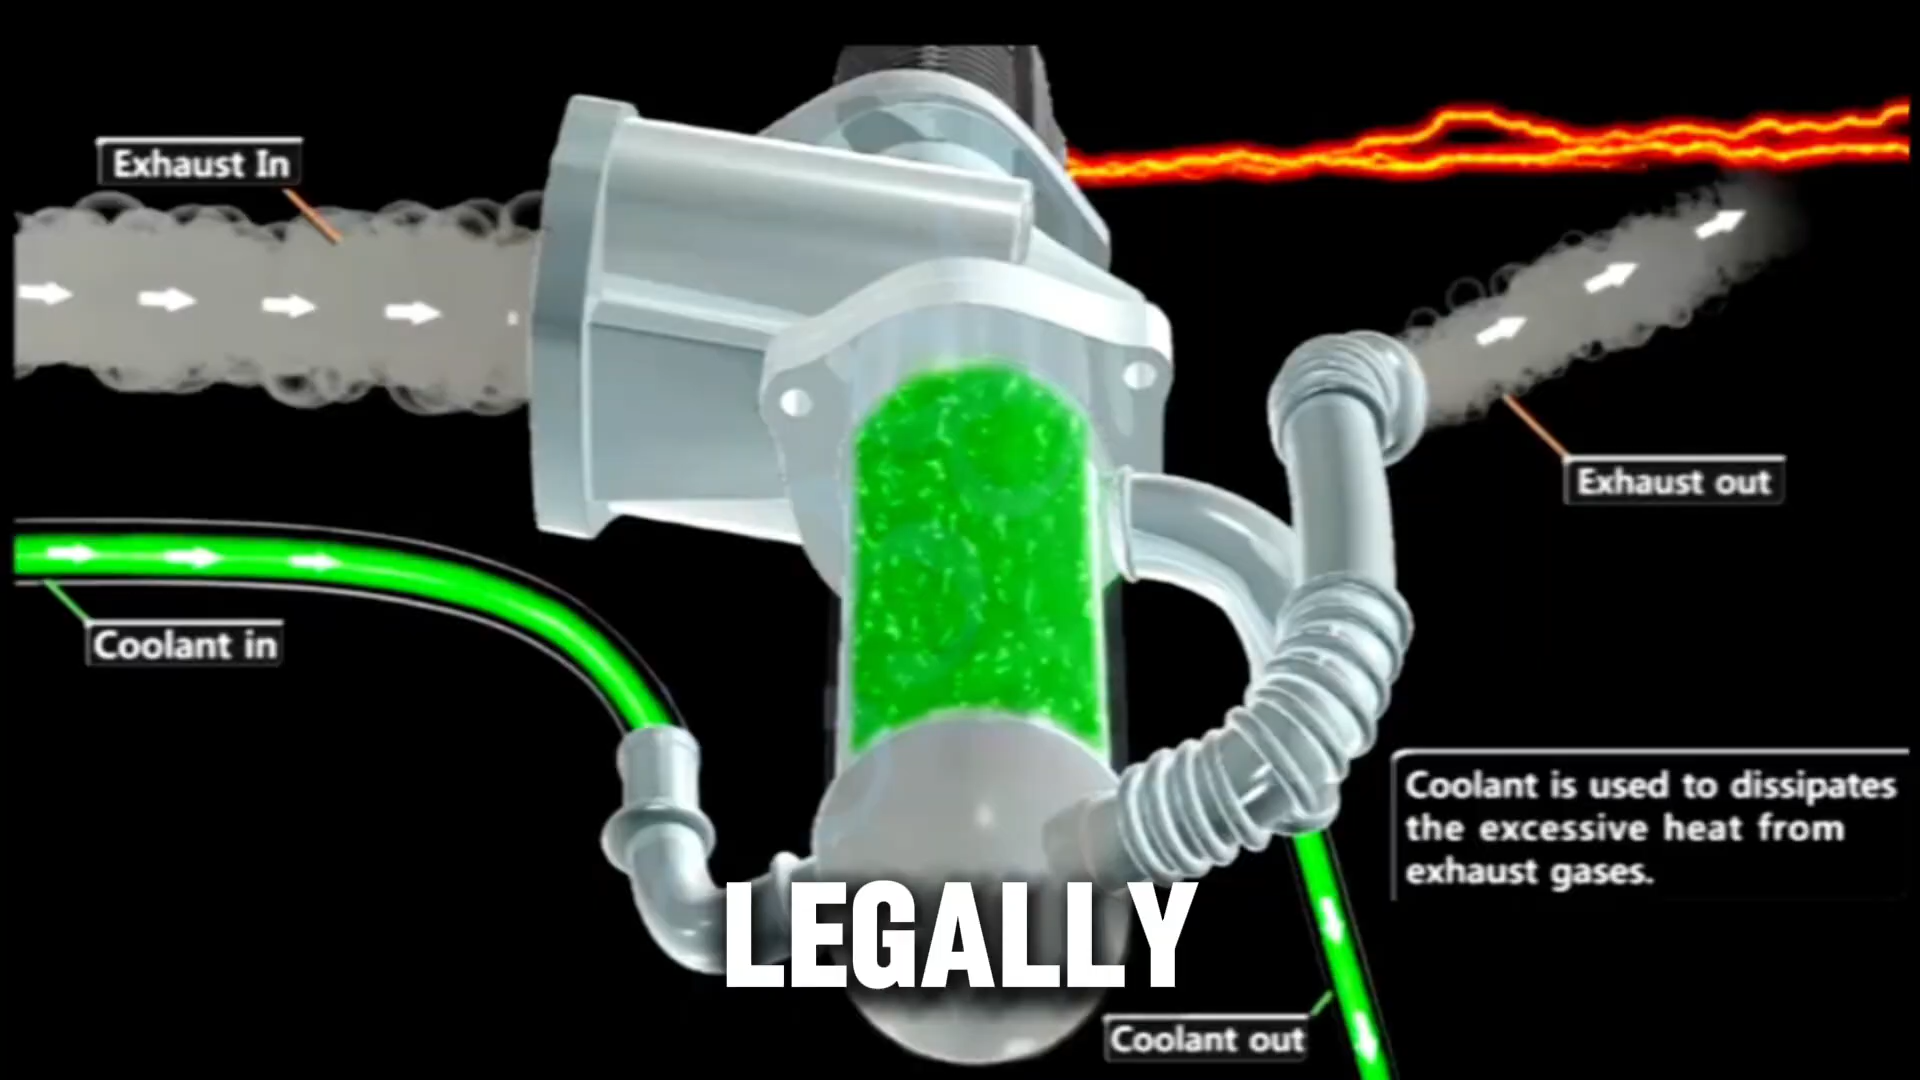 Exhaust In
Exhaust out
Coolant in
Coolant is used to dissipates
the excessive heat from
exhaust gases.
LEGALLY
Coolant out